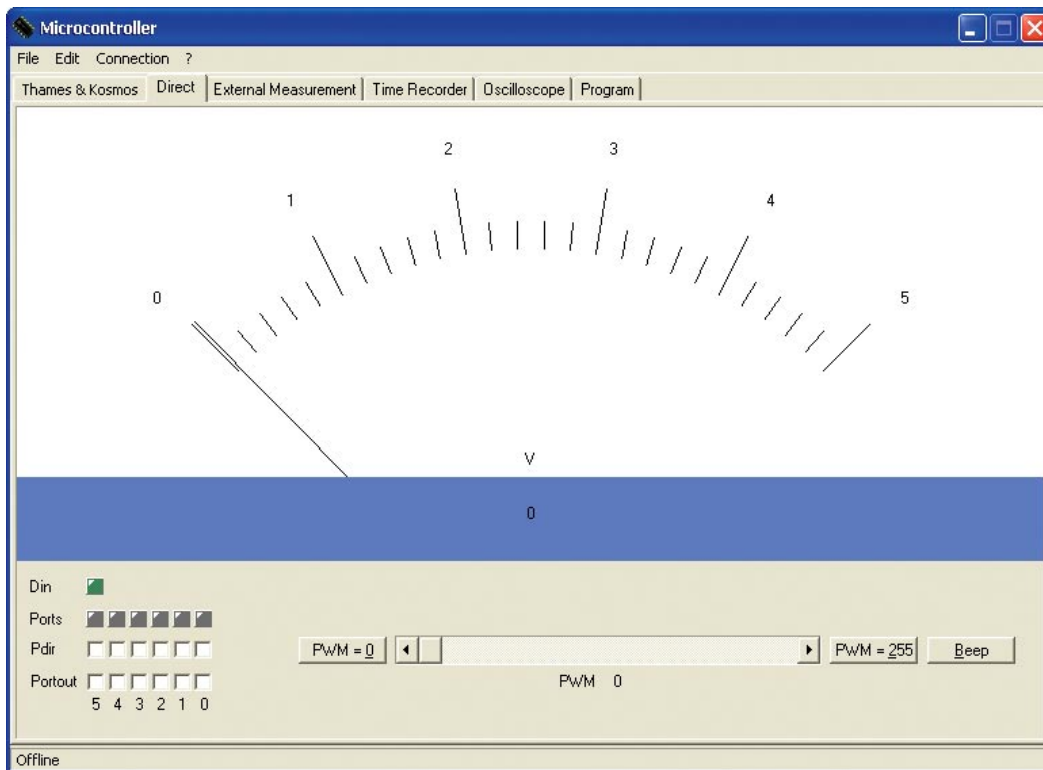 Microcontroller
File Edit Connection ?
Thames & Kosmos Direct External Measurement Time Recorder Oscilloscope Program
2 3
1 4
0 5
V
0
Din
Ports
Pdir PWM = 0 PWM = 255 Beep
Portout PWM 0
5 4 3 2 1 0
Offline